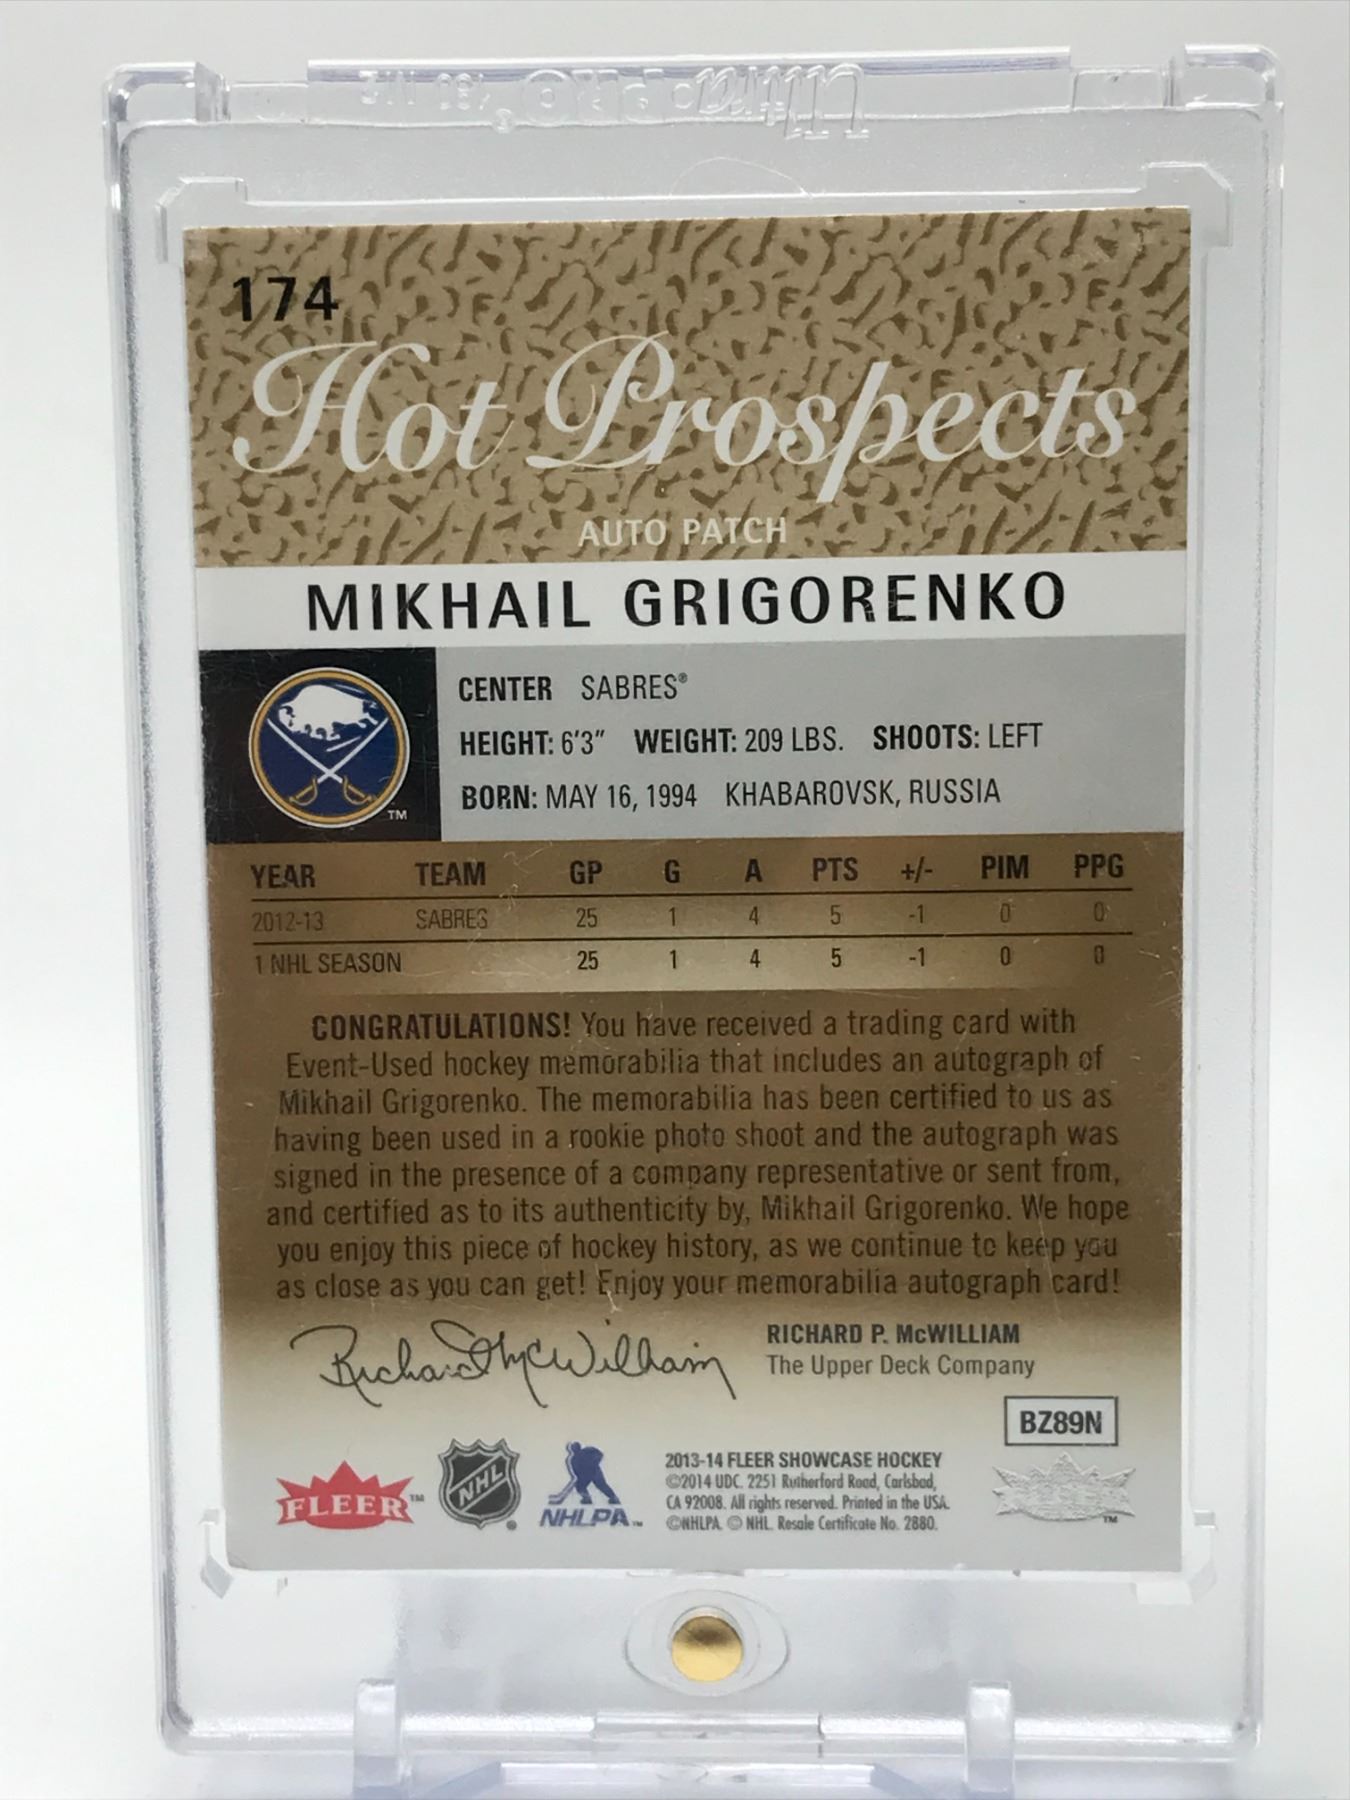 174
Hot Prospects
AUTO PATCH
MIKHAIL GRIGORENKO
CENTER SABRES®
HEIGHT: 6'3" WEIGHT: 209 LBS. SHOOTS: LEFT
BORN: MAY 16, 1994 KHABAROVSK, RUSSIA
TM
YEAR TEAM GP G A PTS +/- PIM PPG
2012-13 SABRES 25 1 4 5 -1 0 0
1 NHL SEASON 25 1 4 5 -1 0 0
CONGRATULATIONS! You have received a trading card with
Event-Used hockey memorabilia that includes an autograph of
Mikhail Grigorenko. The memorabilia has been certified to us as
having been used in a rookie photo shoot and the autograph was
signed in the presence of a company representative or sent from,
and certified as to its authenticity by, Mikhail Grigorenko. We hope
you enjoy this piece of hockey history, as we continue to keep you
as close as you can get! Enjoy your memorabilia autograph card!
Richard McWilliam
RICHARD P. McWILLIAM
The Upper Deck Company
BZ89N
FLEER™
NHL®
NHLPA™
2013-14 FLEER SHOWCASE HOCKEY
©2014 UDC. 2251 Rutherford Road, Carlsbad,
CA 92008. All rights reserved. Printed in the USA.
©NHLPA. © NHL. Resale Certificate No. 2880.
TM